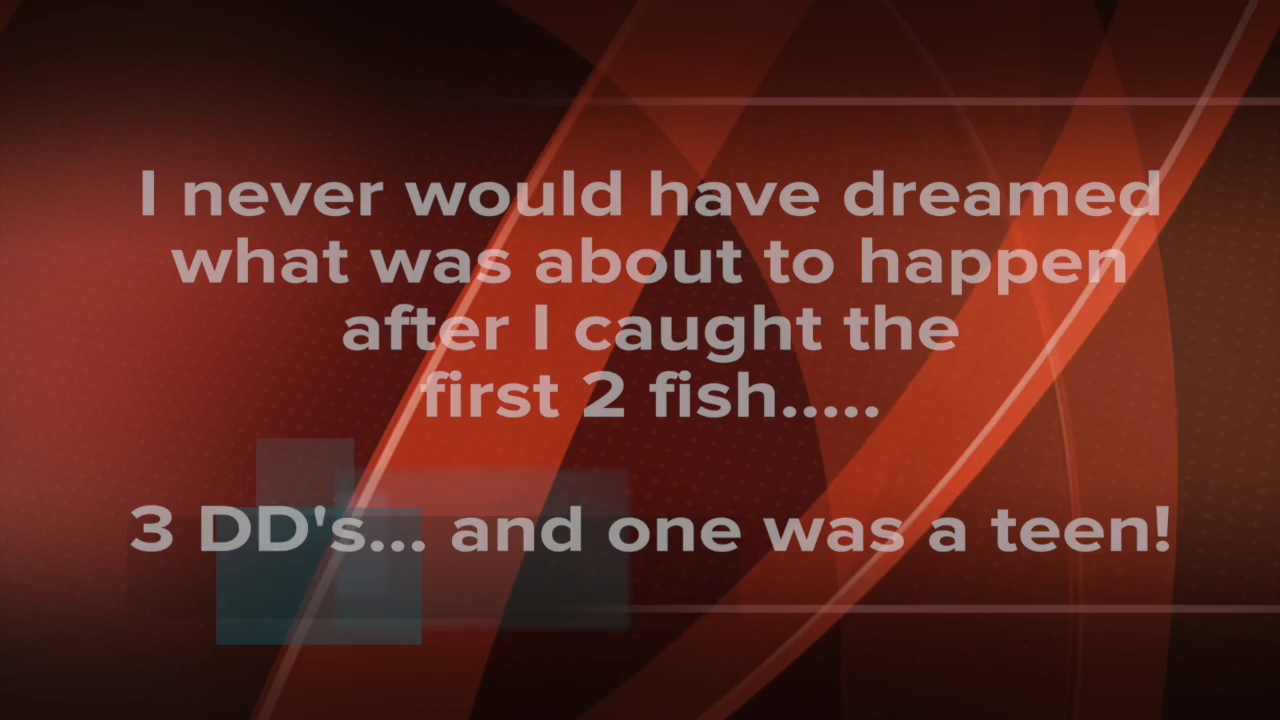 I never would have dreamed
what was about to happen
after I caught the
first 2 fish.....
3 DD's... and one was a teen!